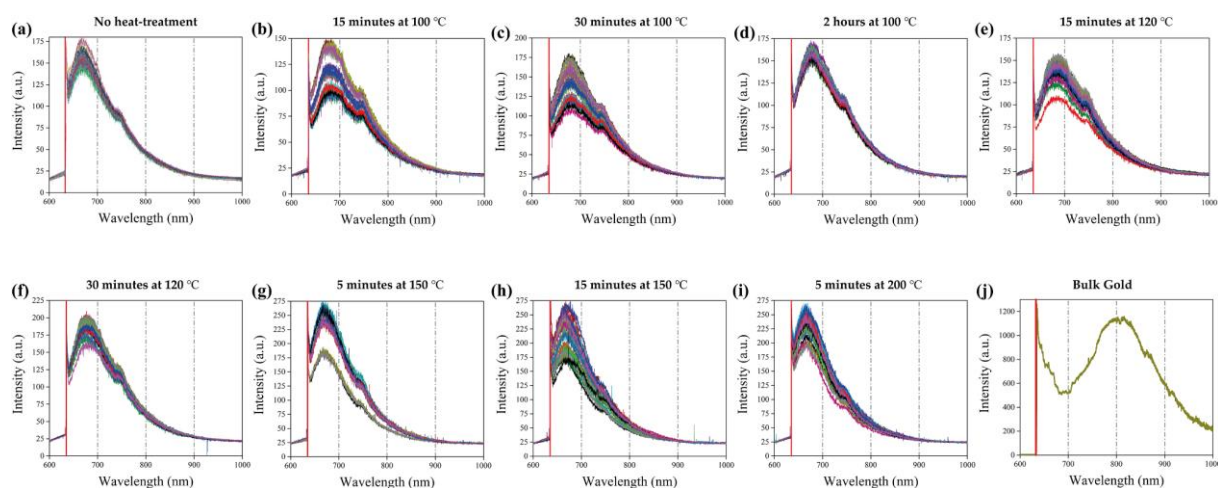 No heat-treatment
15 minutes at 100 °C
30 minutes at 100 °C
2 hours at 100 °C
15 minutes at 120 °C
(a)
(b)
(c)
(d)
(e)
Intensity (a.u.)
175
150
125
100
75
50
25
0
600 700 800 900 1000
Wavelength (nm)
Intensity (a.u.)
150
125
100
75
50
25
0
600 700 800 900 1000
Wavelength (nm)
Intensity (a.u.)
200
175
150
125
100
75
50
25
0
600 700 800 900 1000
Wavelength (nm)
Intensity (a.u.)
175
150
125
100
75
50
25
0
600 700 800 900 1000
Wavelength (nm)
Intensity (a.u.)
175
150
125
100
75
50
25
0
600 700 800 900 1000
Wavelength (nm)
30 minutes at 120 °C
5 minutes at 150 °C
15 minutes at 150 °C
5 minutes at 200 °C
Bulk Gold
(f)
(g)
(h)
(i)
(j)
Intensity (a.u.)
225
200
175
150
125
100
75
50
25
0
600 700 800 900 1000
Wavelength (nm)
Intensity (a.u.)
275
250
225
200
175
150
125
100
75
50
25
0
600 700 800 900 1000
Wavelength (nm)
Intensity (a.u.)
275
250
225
200
175
150
125
100
75
50
25
0
600 700 800 900 1000
Wavelength (nm)
Intensity (a.u.)
275
250
225
200
175
150
125
100
75
50
25
0
600 700 800 900 1000
Wavelength (nm)
Intensity (a.u.)
1200
1000
800
600
400
200
0
600 700 800 900 1000
Wavelength (nm)